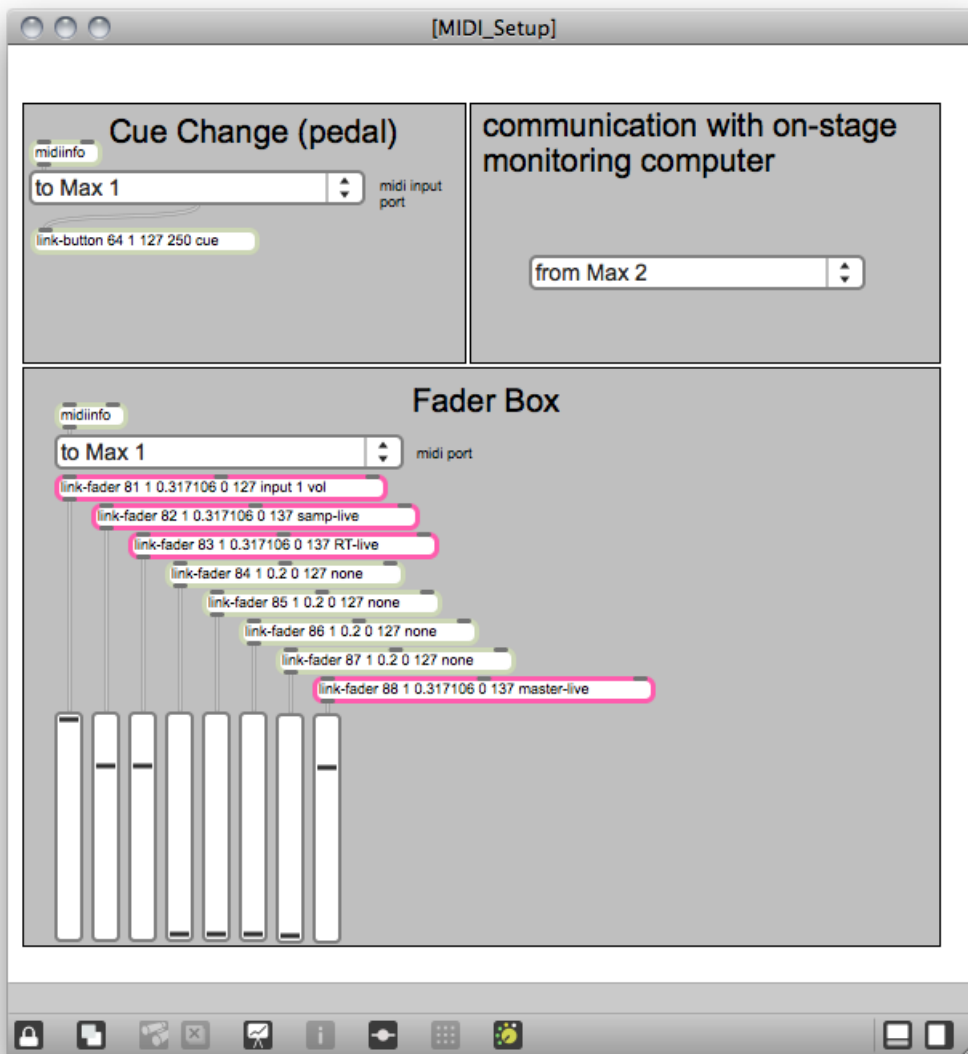 [MIDI_Setup]
Cue Change (pedal)
midiinfo
to Max 1
midi input
port
link-button 64 1 127 250 cue
communication with on-stage
monitoring computer
from Max 2
Fader Box
midiinfo
to Max 1
midi port
link-fader 81 1 0.317106 0 127 input 1 vol
link-fader 82 1 0.317106 0 137 samp-live
link-fader 83 1 0.317106 0 137 RT-live
link-fader 84 1 0.2 0 127 none
link-fader 85 1 0.2 0 127 none
link-fader 86 1 0.2 0 127 none
link-fader 87 1 0.2 0 127 none
link-fader 88 1 0.317106 0 137 master-live